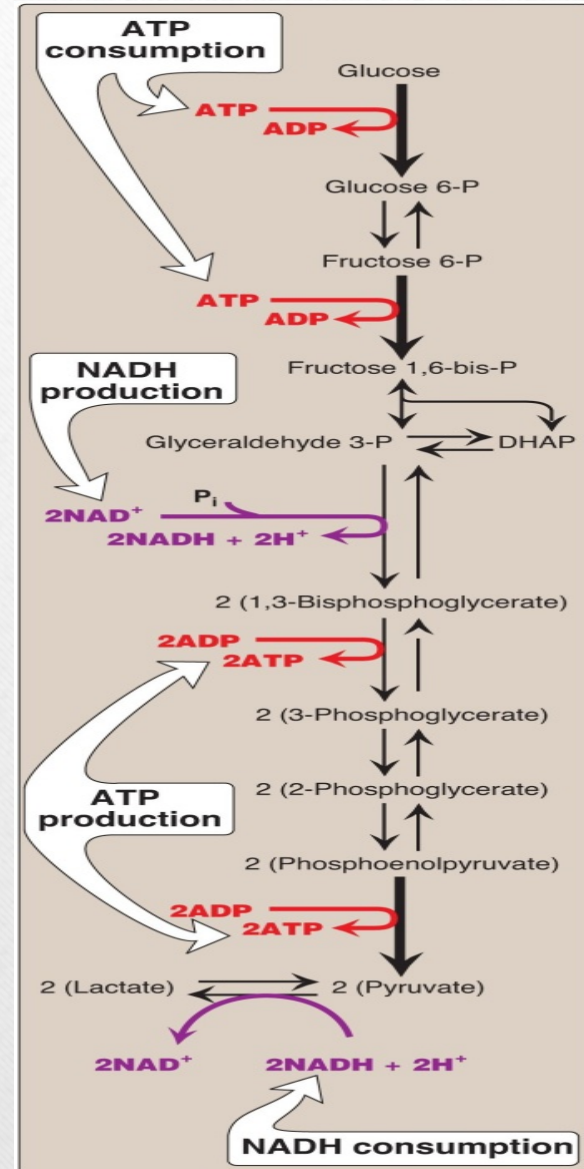 ATP
consumption
Glucose
ATP
ADP
Glucose 6-P
Fructose 6-P
ATP
ADP
Fructose 1,6-bis-P
NADH
production
Glyceraldehyde 3-P
DHAP
Pi
2NAD+
2NADH + 2H+
2 (1,3-Bisphosphoglycerate)
2ADP
2ATP
2 (3-Phosphoglycerate)
2 (2-Phosphoglycerate)
ATP
production
2 (Phosphoenolpyruvate)
2ADP
2ATP
2 (Lactate)
2 (Pyruvate)
2NAD+
2NADH + 2H+
NADH consumption